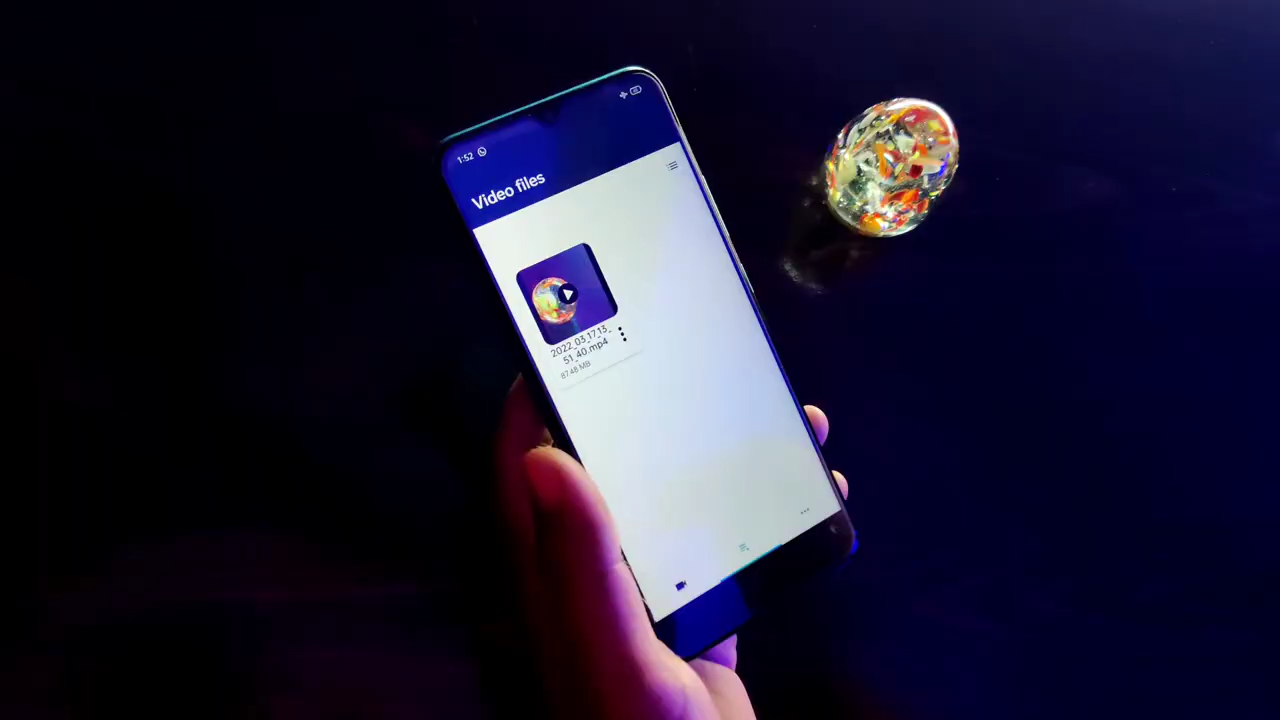 1:52
Video files
2022_03_17_13_
51_40.mp4
87.48 MB